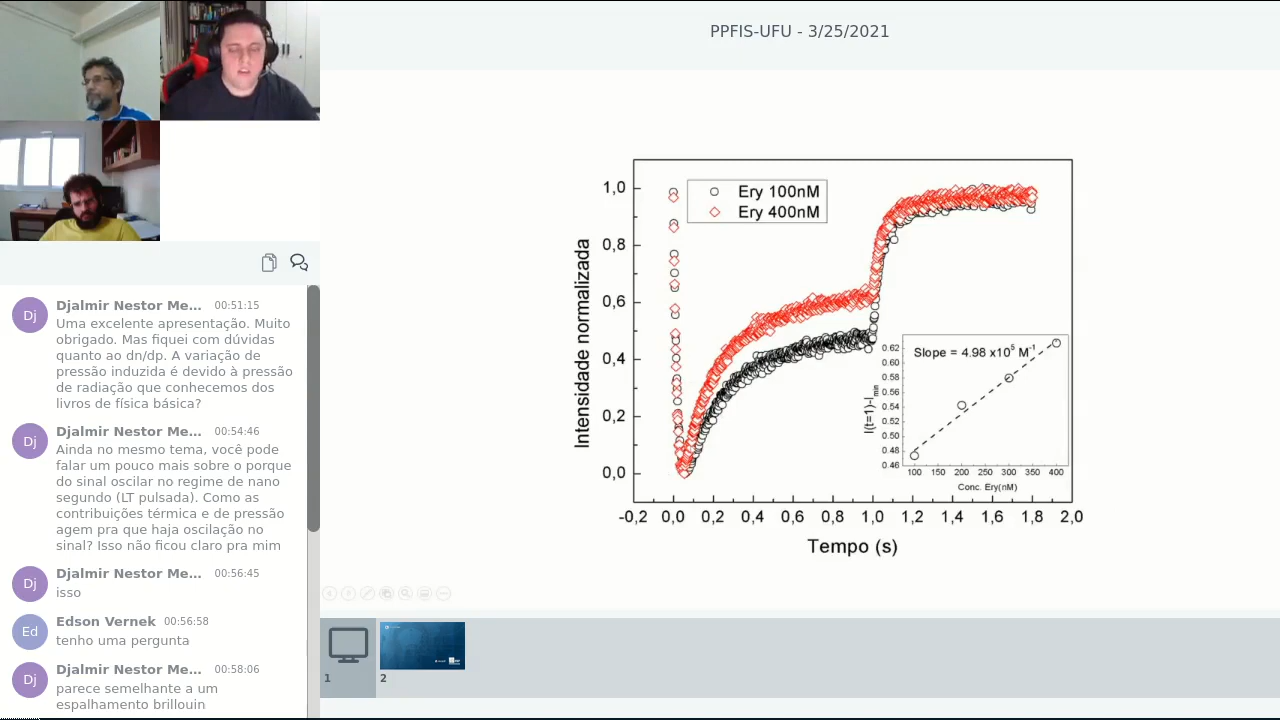 PPFIS-UFU - 3/25/2021
Dj
Djalmir Nestor Me... 00:51:15
Uma excelente apresentação. Muito
obrigado. Mas fiquei com dúvidas
quanto ao dn/dp. A variação de
pressão induzida é devido à pressão
de radiação que conhecemos dos
livros de física básica?
Dj
Djalmir Nestor Me... 00:54:46
Ainda no mesmo tema, você pode
falar um pouco mais sobre o porque
do sinal oscilar no regime de nano
segundo (LT pulsada). Como as
contribuições térmica e de pressão
agem pra que haja oscilação no
sinal? Isso não ficou claro pra mim
Dj
Djalmir Nestor Me... 00:56:45
isso
Ed
Edson Vernek 00:56:58
tenho uma pergunta
Dj
Djalmir Nestor Me... 00:58:06
parece semelhante a um
espalhamento brillouin
Intensidade normalizada
1,0
0,8
0,6
0,4
0,2
0,0
Ery 100nM
Ery 400nM
-0,2 0,0 0,2 0,4 0,6 0,8 1,0 1,2 1,4 1,6 1,8 2,0
Tempo (s)
Slope = 4.98 x10⁵ M⁻¹
I(t=1)-Imin
0.62
0.60
0.58
0.56
0.54
0.52
0.50
0.48
0.46
100 150 200 250 300 350 400
Conc. Ery(nM)
1
2